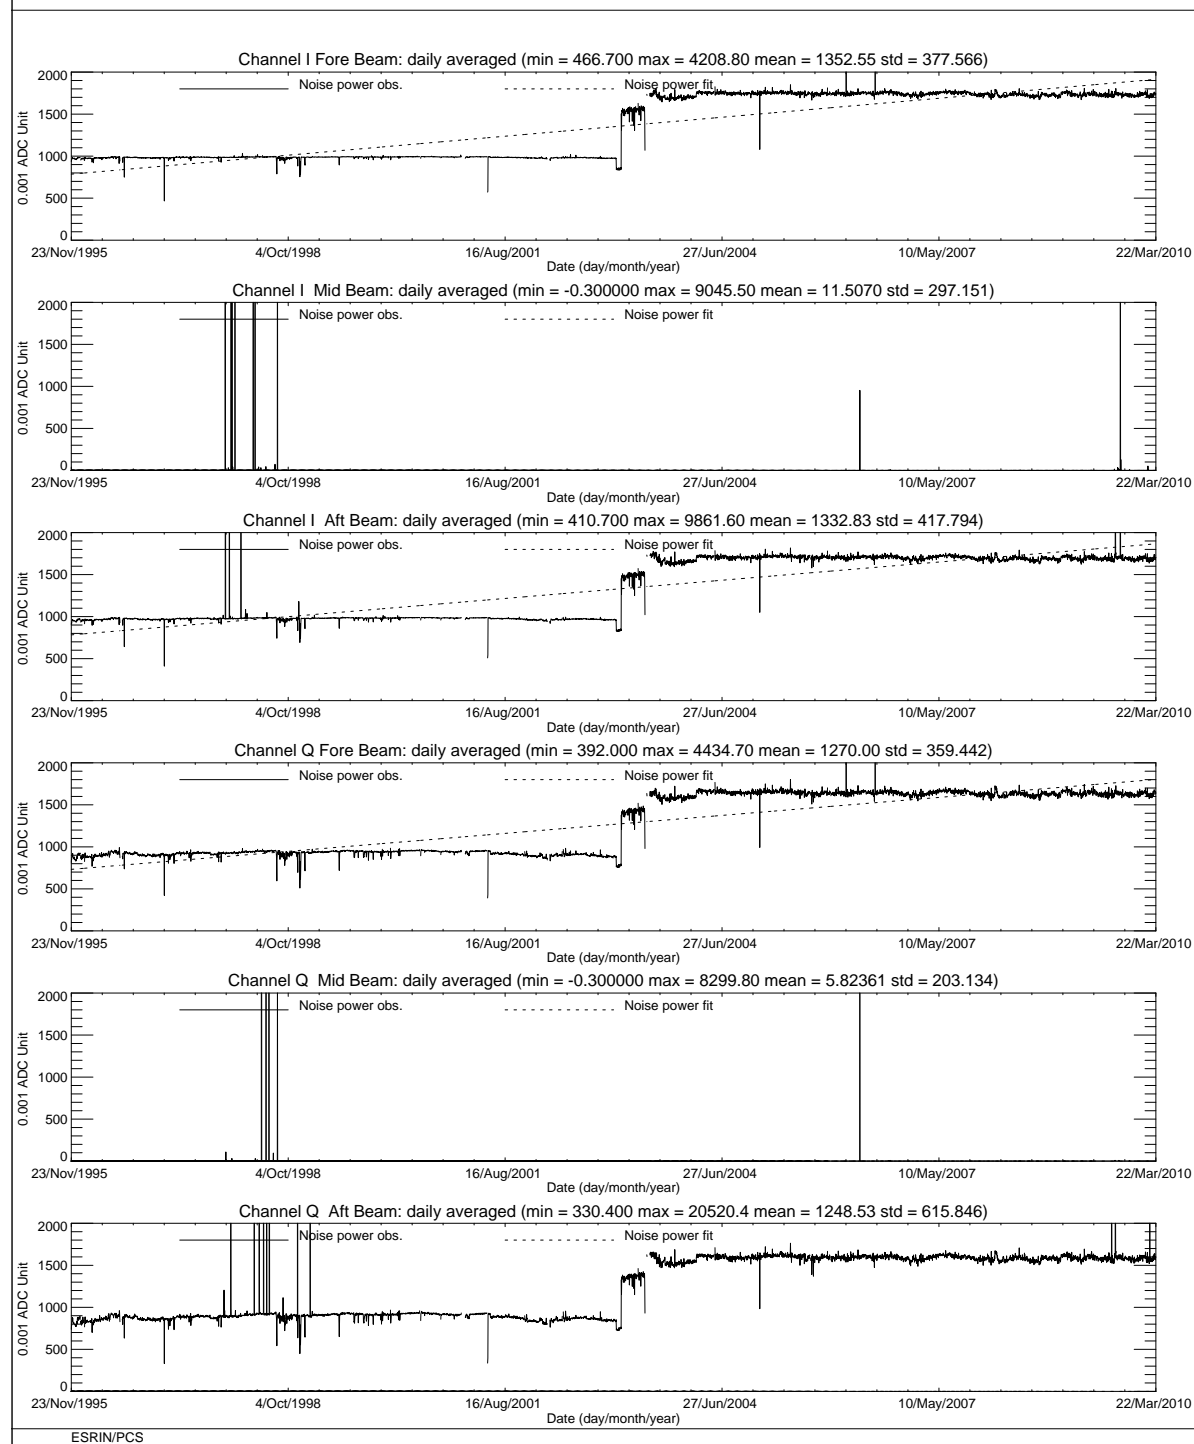 Channel I Fore Beam: daily averaged (min = 466.700 max = 4208.80 mean = 1352.55 std = 377.566)
Noise power obs. Noise power fit
0.001 ADC Unit
2000
1500
1000
500
0
23/Nov/1995 4/Oct/1998 16/Aug/2001 27/Jun/2004 10/May/2007 22/Mar/2010
Date (day/month/year)
Channel I Mid Beam: daily averaged (min = -0.300000 max = 9045.50 mean = 11.5070 std = 297.151)
Noise power obs. Noise power fit
0.001 ADC Unit
2000
1500
1000
500
0
23/Nov/1995 4/Oct/1998 16/Aug/2001 27/Jun/2004 10/May/2007 22/Mar/2010
Date (day/month/year)
Channel I Aft Beam: daily averaged (min = 410.700 max = 9861.60 mean = 1332.83 std = 417.794)
Noise power obs. Noise power fit
0.001 ADC Unit
2000
1500
1000
500
0
23/Nov/1995 4/Oct/1998 16/Aug/2001 27/Jun/2004 10/May/2007 22/Mar/2010
Date (day/month/year)
Channel Q Fore Beam: daily averaged (min = 392.000 max = 4434.70 mean = 1270.00 std = 359.442)
Noise power obs. Noise power fit
0.001 ADC Unit
2000
1500
1000
500
0
23/Nov/1995 4/Oct/1998 16/Aug/2001 27/Jun/2004 10/May/2007 22/Mar/2010
Date (day/month/year)
Channel Q Mid Beam: daily averaged (min = -0.300000 max = 8299.80 mean = 5.82361 std = 203.134)
Noise power obs. Noise power fit
0.001 ADC Unit
2000
1500
1000
500
0
23/Nov/1995 4/Oct/1998 16/Aug/2001 27/Jun/2004 10/May/2007 22/Mar/2010
Date (day/month/year)
Channel Q Aft Beam: daily averaged (min = 330.400 max = 20520.4 mean = 1248.53 std = 615.846)
Noise power obs. Noise power fit
0.001 ADC Unit
2000
1500
1000
500
0
23/Nov/1995 4/Oct/1998 16/Aug/2001 27/Jun/2004 10/May/2007 22/Mar/2010
Date (day/month/year)
ESRIN/PCS